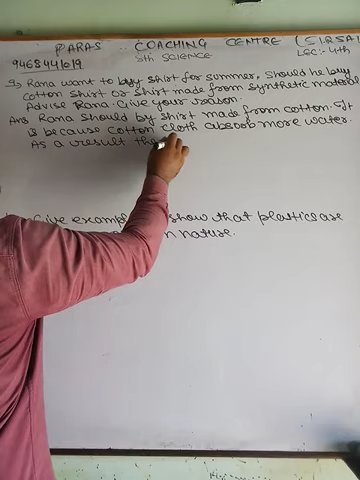 PARAS COACHING CENTRE (SIRSA)
9468441619 8th SCIENCE LEC:-4th
Q) Rana want to buy shirt for summer. Should he buy
cotton shirt or shirt made from synthetic material
Advise Rana. Give your reason.
Ans Rana should by shirt made from cotton. It
is because cotton cloth absorb more water.
As a result the
Give show that plastics are
nature.